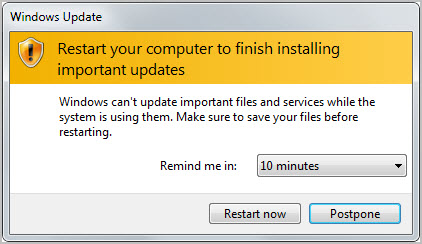 Windows Update
Restart your computer to finish installing
important updates
Windows can't update important files and services while the
system is using them. Make sure to save your files before
restarting.
Remind me in: 10 minutes
Restart now Postpone